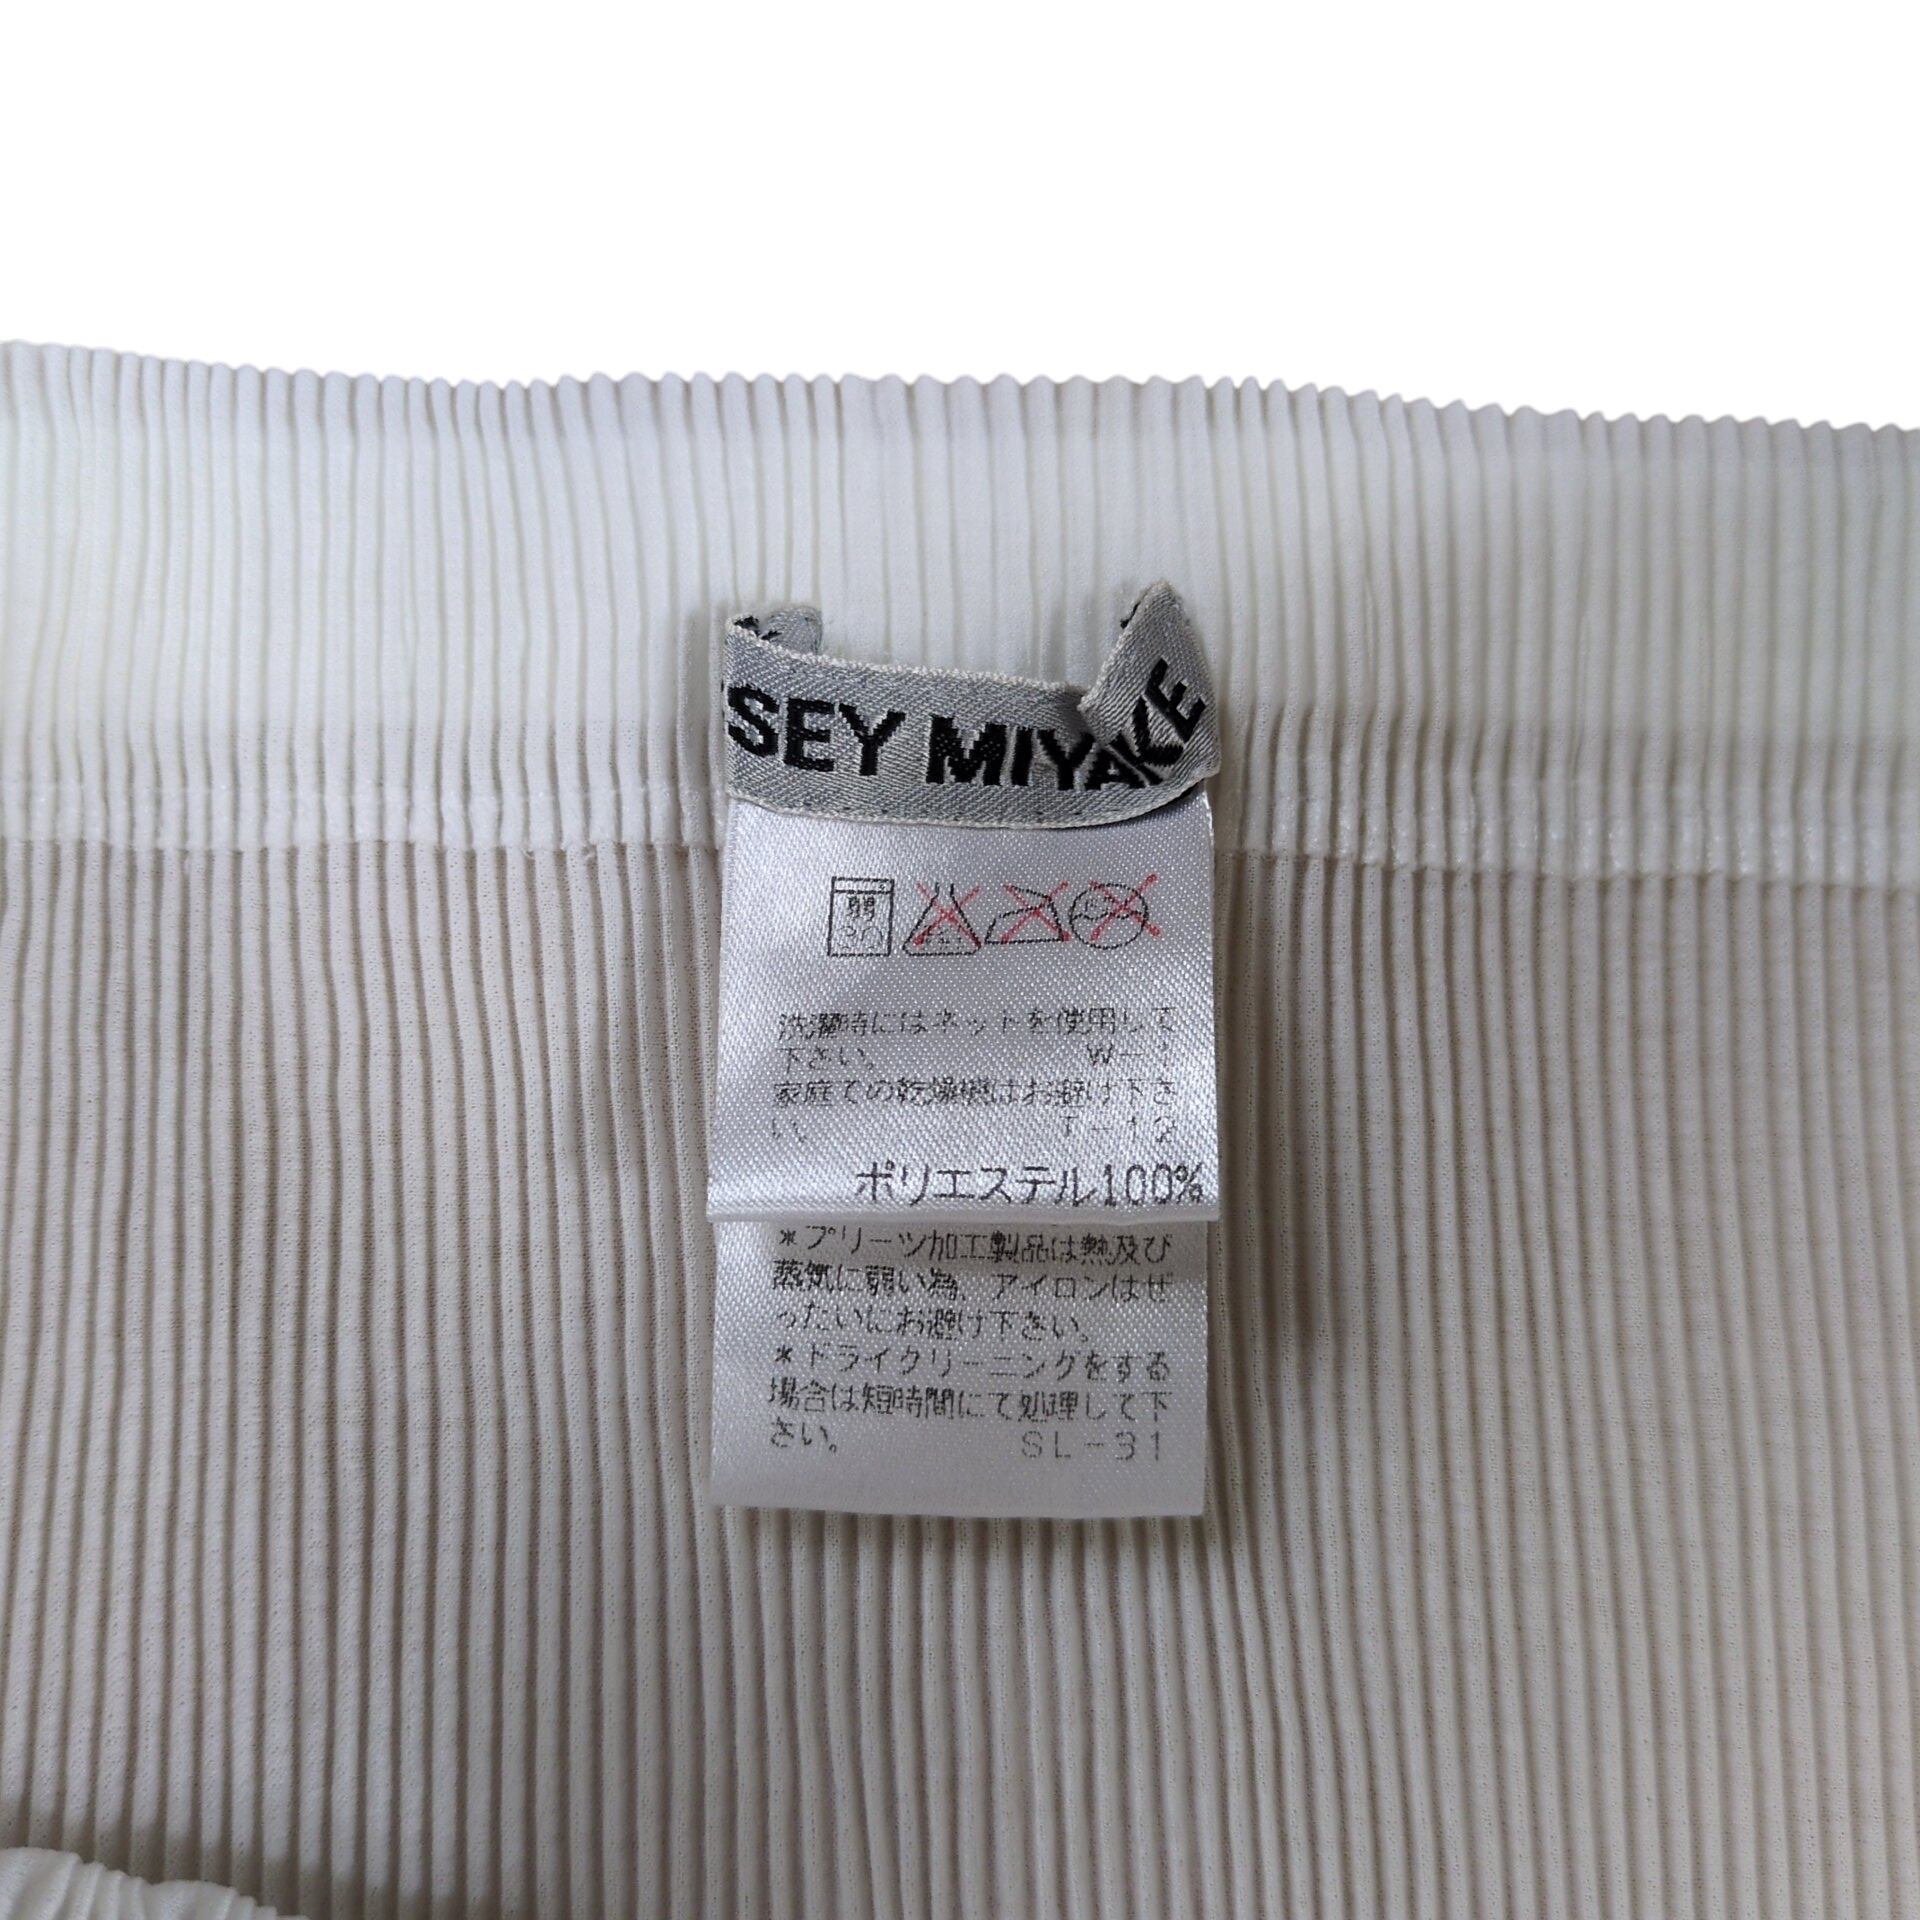 SEY MIYAKE
弱
30
洗濯時にはネットを使用して
下さい。 W-1
家庭での乾燥機はお避け下さ
い。 T-12
ポリエステル100%
*プリーツ加工製品は熱及び
蒸気に弱い為、アイロンはぜ
ったいにお避け下さい。
*ドライクリーニングをする
場合は短時間にて処理して下
さい。 SL-31